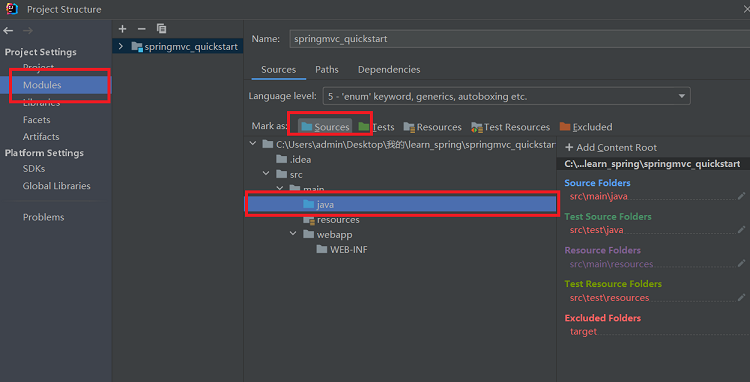 Project Structure
Project Settings
Project
Modules
Libraries
Facets
Artifacts
Platform Settings
SDKs
Global Libraries
Problems
springmvc_quickstart
Name: springmvc_quickstart
Sources Paths Dependencies
Language level: 5 - 'enum' keyword, generics, autoboxing etc.
Mark as: Sources Tests Resources Test Resources Excluded
C:\Users\admin\Desktop\我的\learn_spring\springmvc_quickstart
.idea
src
main
java
resources
webapp
WEB-INF
+ Add Content Root
C:\...learn_spring\springmvc_quickstart
Source Folders
src\main\java
Test Source Folders
src\test\java
Resource Folders
src\main\resources
Test Resource Folders
src\test\resources
Excluded Folders
target